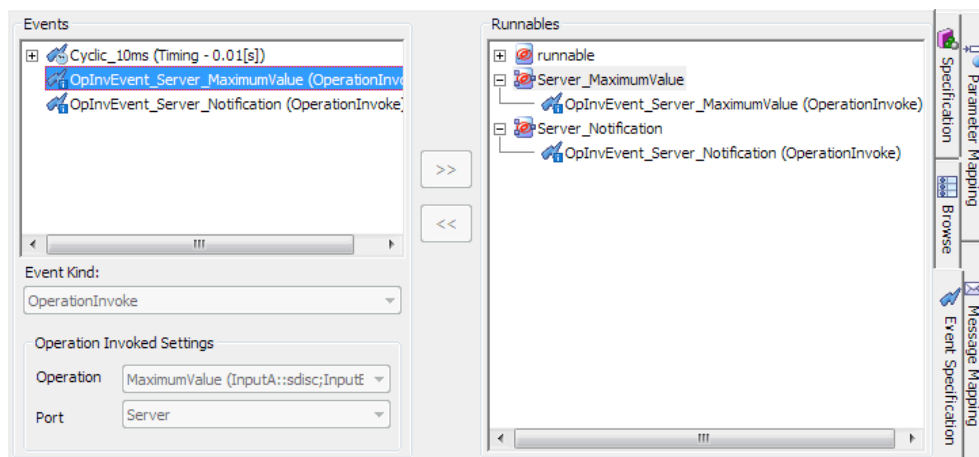 Events
Cyclic_10ms (Timing - 0.01[s])
OpInvEvent_Server_MaximumValue (OperationInvo
OpInvEvent_Server_Notification (OperationInvoke)
Event Kind:
OperationInvoke
Operation Invoked Settings
Operation
MaximumValue (InputA::sdisc;InputE
Port
Server
>>
<<
Runnables
runnable
Server_MaximumValue
OpInvEvent_Server_MaximumValue (OperationInvoke)
Server_Notification
OpInvEvent_Server_Notification (OperationInvoke)
Specification
Browse
Event Specification
Parameter Mapping
Message Mapping